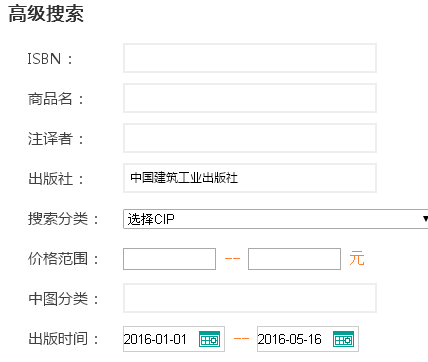 高级搜索
ISBN：
商品名：
注译者：
出版社： 中国建筑工业出版社
搜索分类： 选择CIP
价格范围： -- 元
中图分类：
出版时间： 2016-01-01 -- 2016-05-16